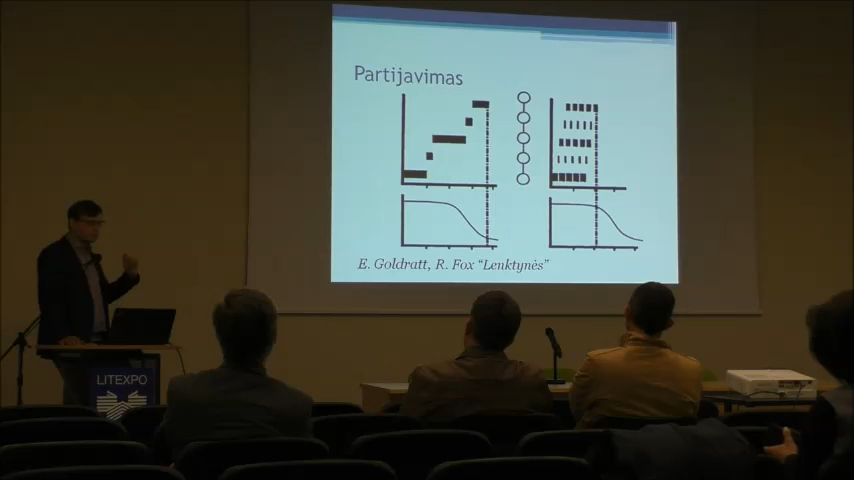 Partijavimas
E. Goldratt, R. Fox “Lenktynės”
LITEXPO